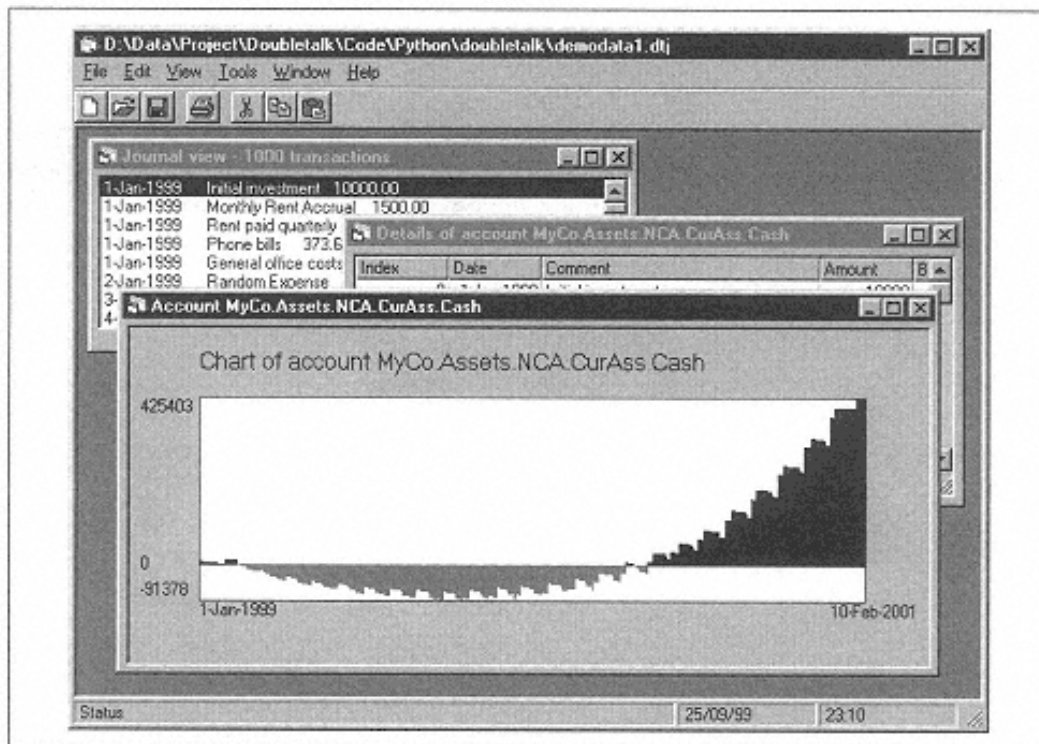 D:\Data\Project\Doubletalk\Code\Python\doubletalk\demodata1.dtj
File Edit View Tools Window Help
Journal view - 1000 transactions
1-Jan-1999 Initial investment 10000.00
1-Jan-1999 Monthly Rent Accrual 1500.00
1-Jan-1999 Rent paid quarterly
1-Jan-1999 Phone bills 373.6
1-Jan-1999 General office costs
2-Jan-1999 Random Expense
3-
4-
Details of account MyCo.Assets.NCA.CurAss.Cash
Index Date Comment Amount B
Account MyCo.Assets.NCA.CurAss.Cash
Chart of account MyCo.Assets.NCA.CurAss.Cash
425403
0
-91378
1-Jan-1999 10-Feb-2001
Status 25/09/99 23:10